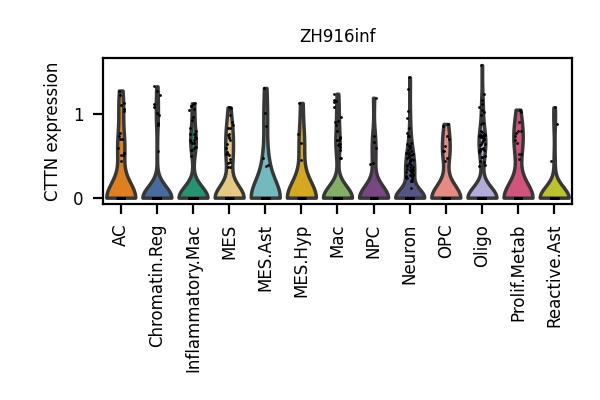 ZH916inf
CTTN expression
1
0
AC
Chromatin.Reg
Inflammatory.Mac
MES
MES.Ast
MES.Hyp
Mac
NPC
Neuron
OPC
Oligo
Prolif.Metab
Reactive.Ast